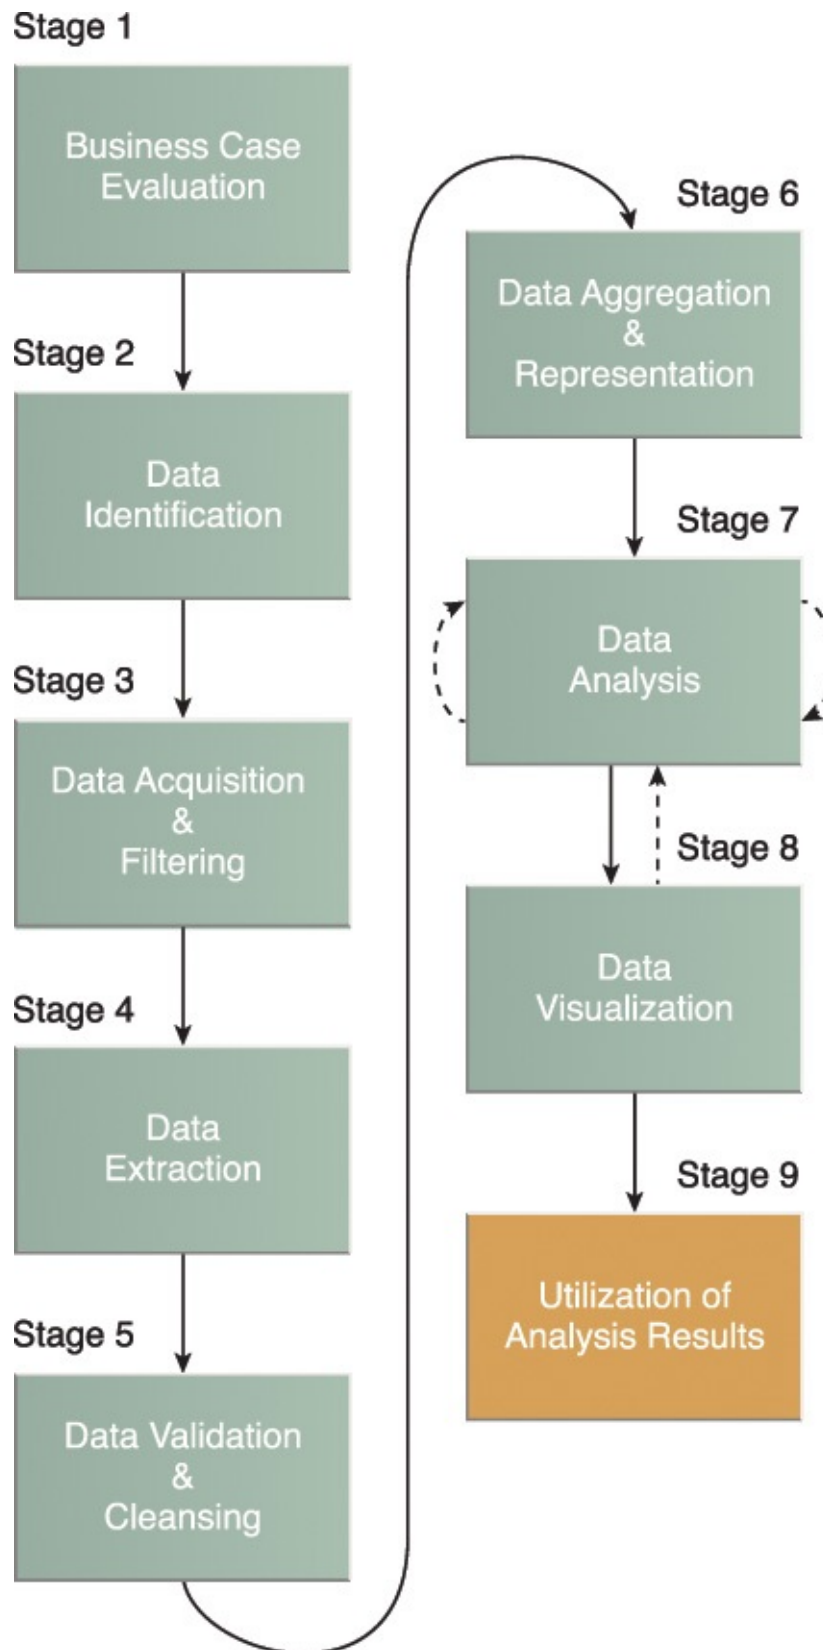 Stage 1
Business Case
Evaluation
Stage 2
Data
Identification
Stage 3
Data Acquisition
&
Filtering
Stage 4
Data
Extraction
Stage 5
Data Validation
&
Cleansing
Stage 6
Data Aggregation
&
Representation
Stage 7
Data
Analysis
Stage 8
Data
Visualization
Stage 9
Utilization of
Analysis Results